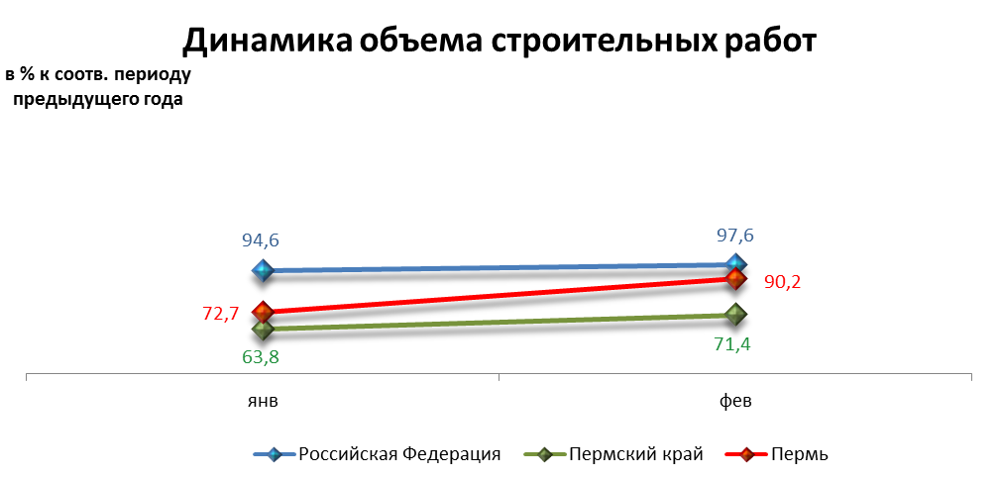 Динамика объема строительных работ
в % к соотв. периоду
предыдущего года
94,6
97,6
90,2
72,7
63,8
71,4
янв
фев
Российская Федерация
Пермский край
Пермь